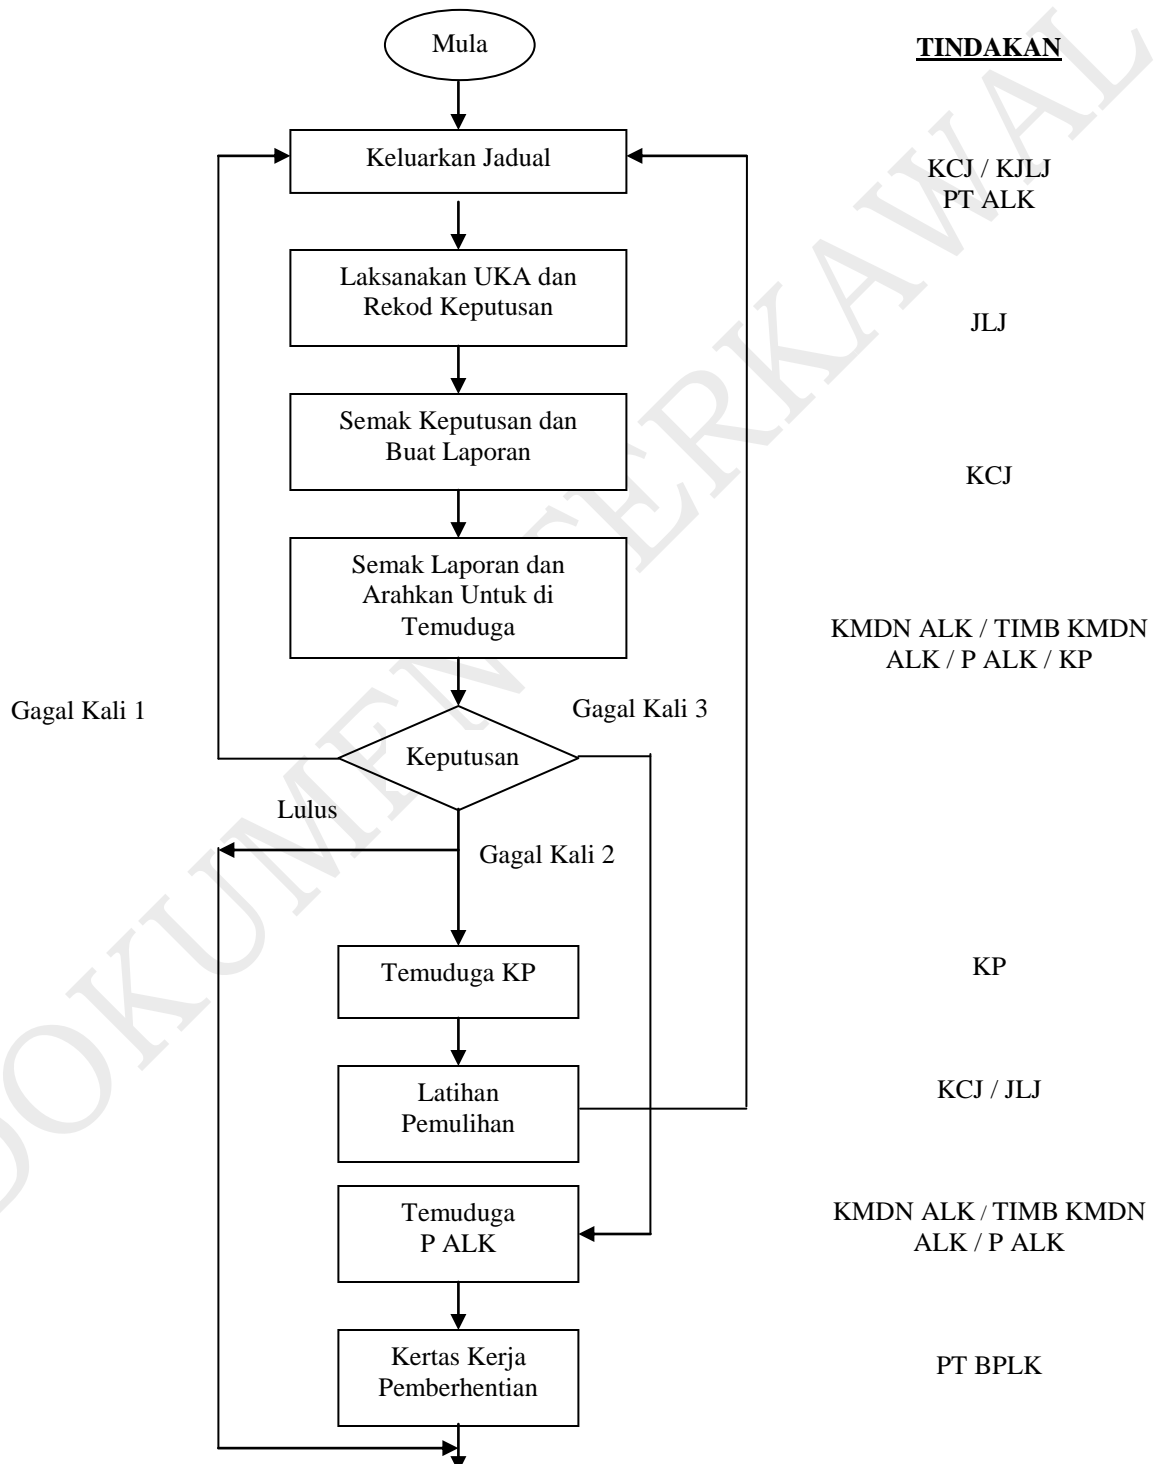 Mula
TINDAKAN
Keluarkan Jadual
KCJ / KJLJ
PT ALK
Laksanakan UKA dan
Rekod Keputusan
JLJ
Semak Keputusan dan
Buat Laporan
KCJ
Semak Laporan dan
Arahkan Untuk di
Temuduga
KMDN ALK / TIMB KMDN
ALK / P ALK / KP
Gagal Kali 1
Gagal Kali 3
Keputusan
Lulus
Gagal Kali 2
Temuduga KP
KP
Latihan
Pemulihan
KCJ / JLJ
Temuduga
P ALK
KMDN ALK / TIMB KMDN
ALK / P ALK
Kertas Kerja
Pemberhentian
PT BPLK
DOKUMEN TERKAWAL